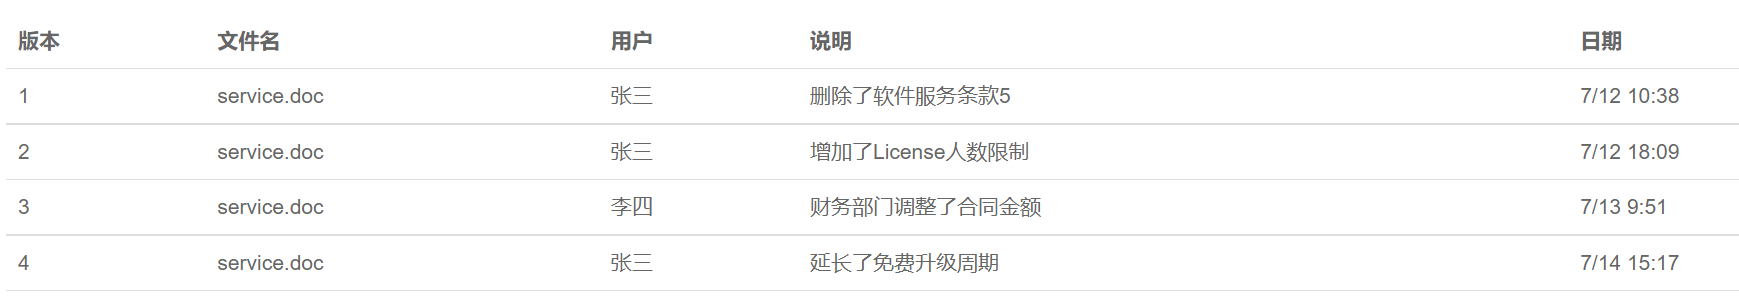 版本 文件名 用户 说明 日期
1 service.doc 张三 删除了软件服务条款5 7/12 10:38
2 service.doc 张三 增加了License人数限制 7/12 18:09
3 service.doc 李四 财务部门调整了合同金额 7/13 9:51
4 service.doc 张三 延长了免费升级周期 7/14 15:17